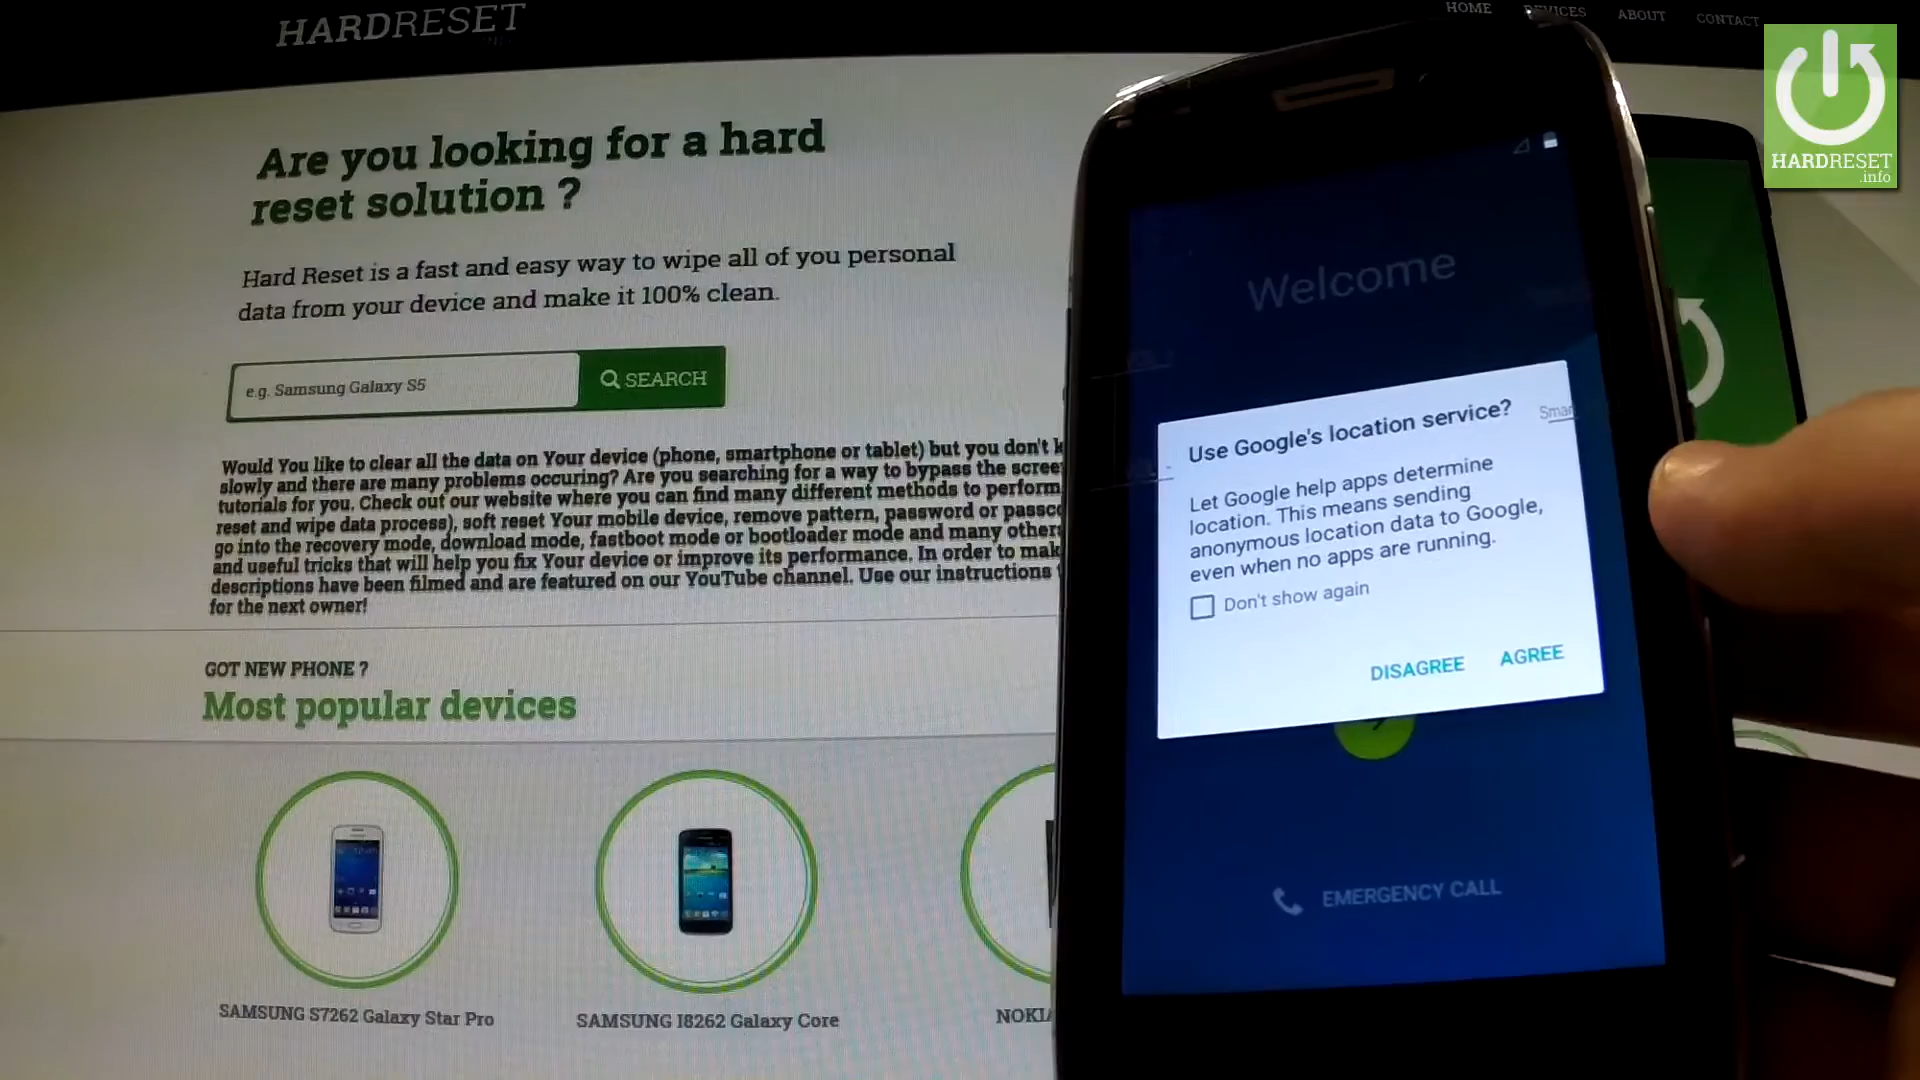 HARDRESET
HOME DEVICES ABOUT CONTACT
HARDRESET
.info
Are you looking for a hard
reset solution ?
Hard Reset is a fast and easy way to wipe all of you personal
data from your device and make it 100% clean.
e.g. Samsung Galaxy S5
SEARCH
Would You like to clear all the data on Your device (phone, smartphone or tablet) but you don't
slowly and there are many problems occuring? Are you searching for a way to bypass the
tutorials for you. Check out our website where you can find many different methods to perform
reset and wipe data process), soft reset Your mobile device, remove pattern, password or
go into the recovery mode, download mode, fastboot mode or bootloader mode and many
and useful tricks that will help you fix Your device or improve its performance. In order to
descriptions have been filmed and are featured on our YouTube channel. Use our instructions
for the next owner!
GOT NEW PHONE ?
Most popular devices
SAMSUNG S7262 Galaxy Star Pro
SAMSUNG I8262 Galaxy Core
Welcome
Use Google's location service?
Let Google help apps determine
location. This means sending
anonymous location data to Google,
even when no apps are running.
Don't show again
DISAGREE AGREE
EMERGENCY CALL